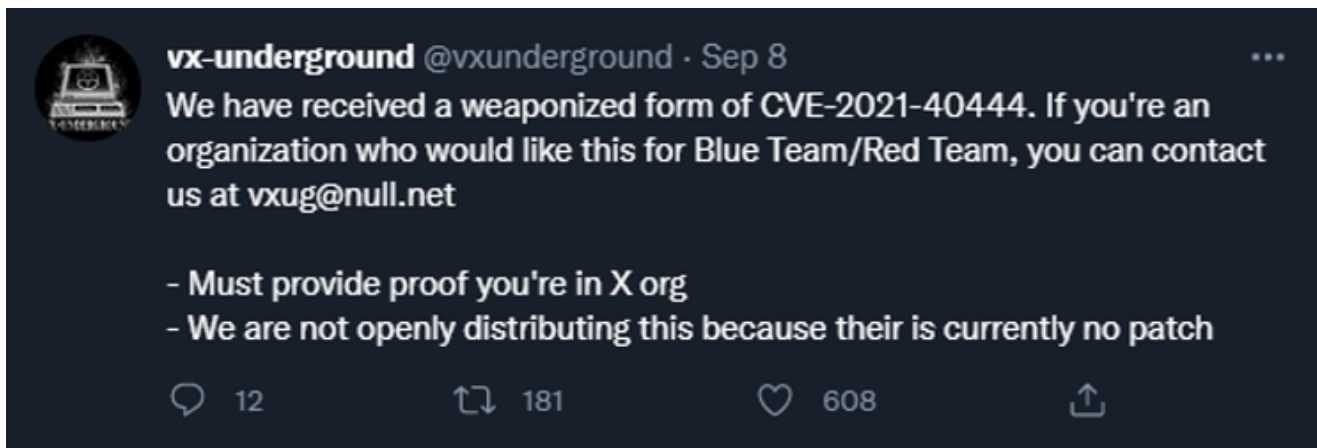 vx-underground @vxunderground · Sep 8
We have received a weaponized form of CVE-2021-40444. If you're an
organization who would like this for Blue Team/Red Team, you can contact
us at vxug@null.net
- Must provide proof you're in X org
- We are not openly distributing this because their is currently no patch
12 181 608